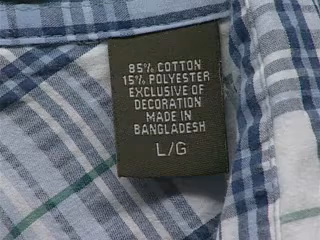 85% COTTON
15% POLYESTER
EXCLUSIVE OF
DECORATION
MADE IN
BANGLADESH
L/G